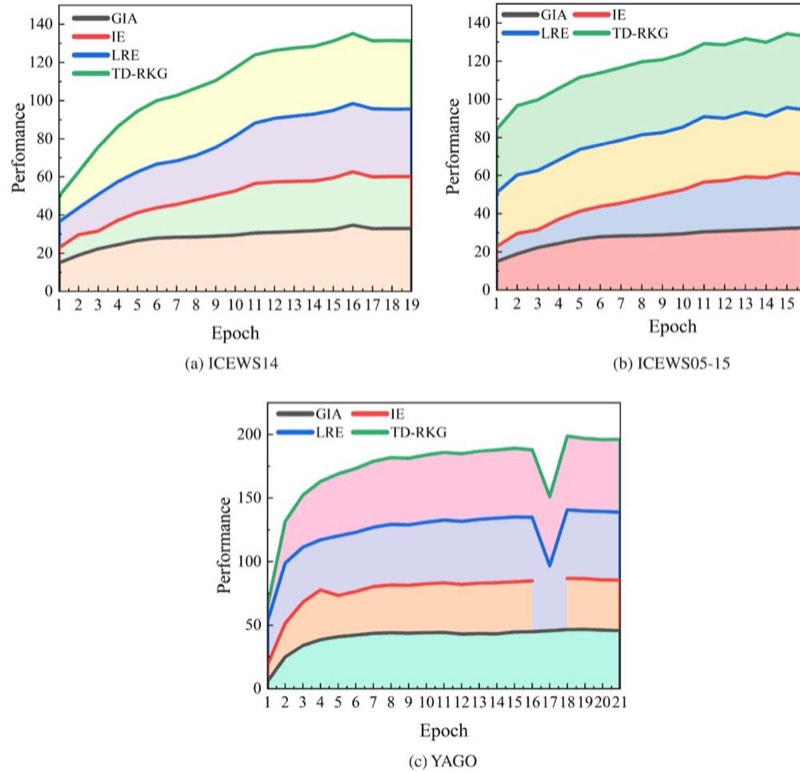 GIA
IE
LRE
TD-RKG
Perfomance
140
120
100
80
60
40
20
0
1 2 3 4 5 6 7 8 9 10 11 12 13 14 15 16 17 18 19
Epoch
(a) ICEWS14
GIA IE
LRE TD-RKG
Perfomance
140
120
100
80
60
40
20
0
1 2 3 4 5 6 7 8 9 10 11 12 13 14 15
Epoch
(b) ICEWS05-15
GIA IE
LRE TD-RKG
Performance
200
150
100
50
0
1 2 3 4 5 6 7 8 9 10 11 12 13 14 15 16 17 18 19 20 21
Epoch
(c) YAGO